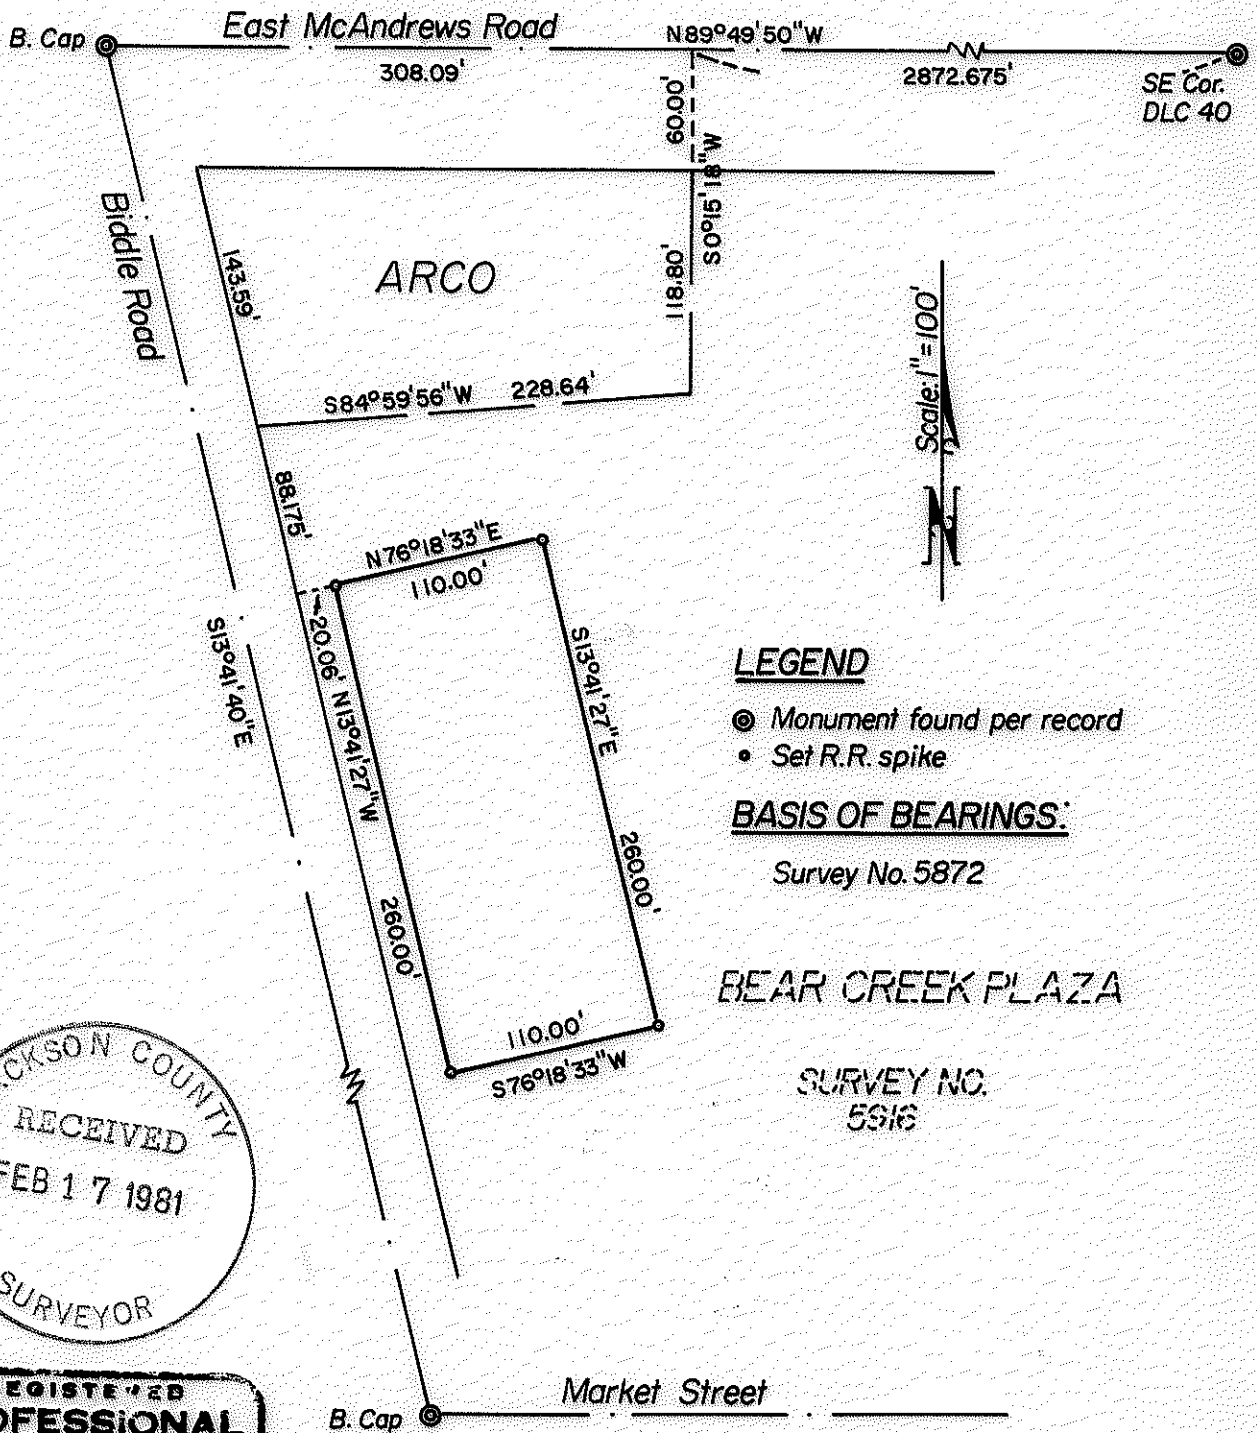 East McAndrews Road
B. Cap
N89°49'50"W
308.09'
2872.675'
SE Cor.
DLC 40
60.00'
S0°15'18"W
Biddle Road
143.59'
ARCO
118.80'
Scale: 1"=100'
S84°59'56"W 228.64'
88.175'
N
N76°18'33"E
110.00'
20.06'
S13°41'40"E
N13°41'27"W
S13°41'27"E
LEGEND
Monument found per record
Set R.R. spike
BASIS OF BEARINGS:
Survey No. 5872
260.00'
260.00'
BEAR CREEK PLAZA
110.00'
S76°18'33"W
SURVEY NO.
CKSON COUNTY
RECEIVED
FEB 17 1981
SURVEYOR
EGISTERED
OFESSIONAL
Market Street
B. Cap